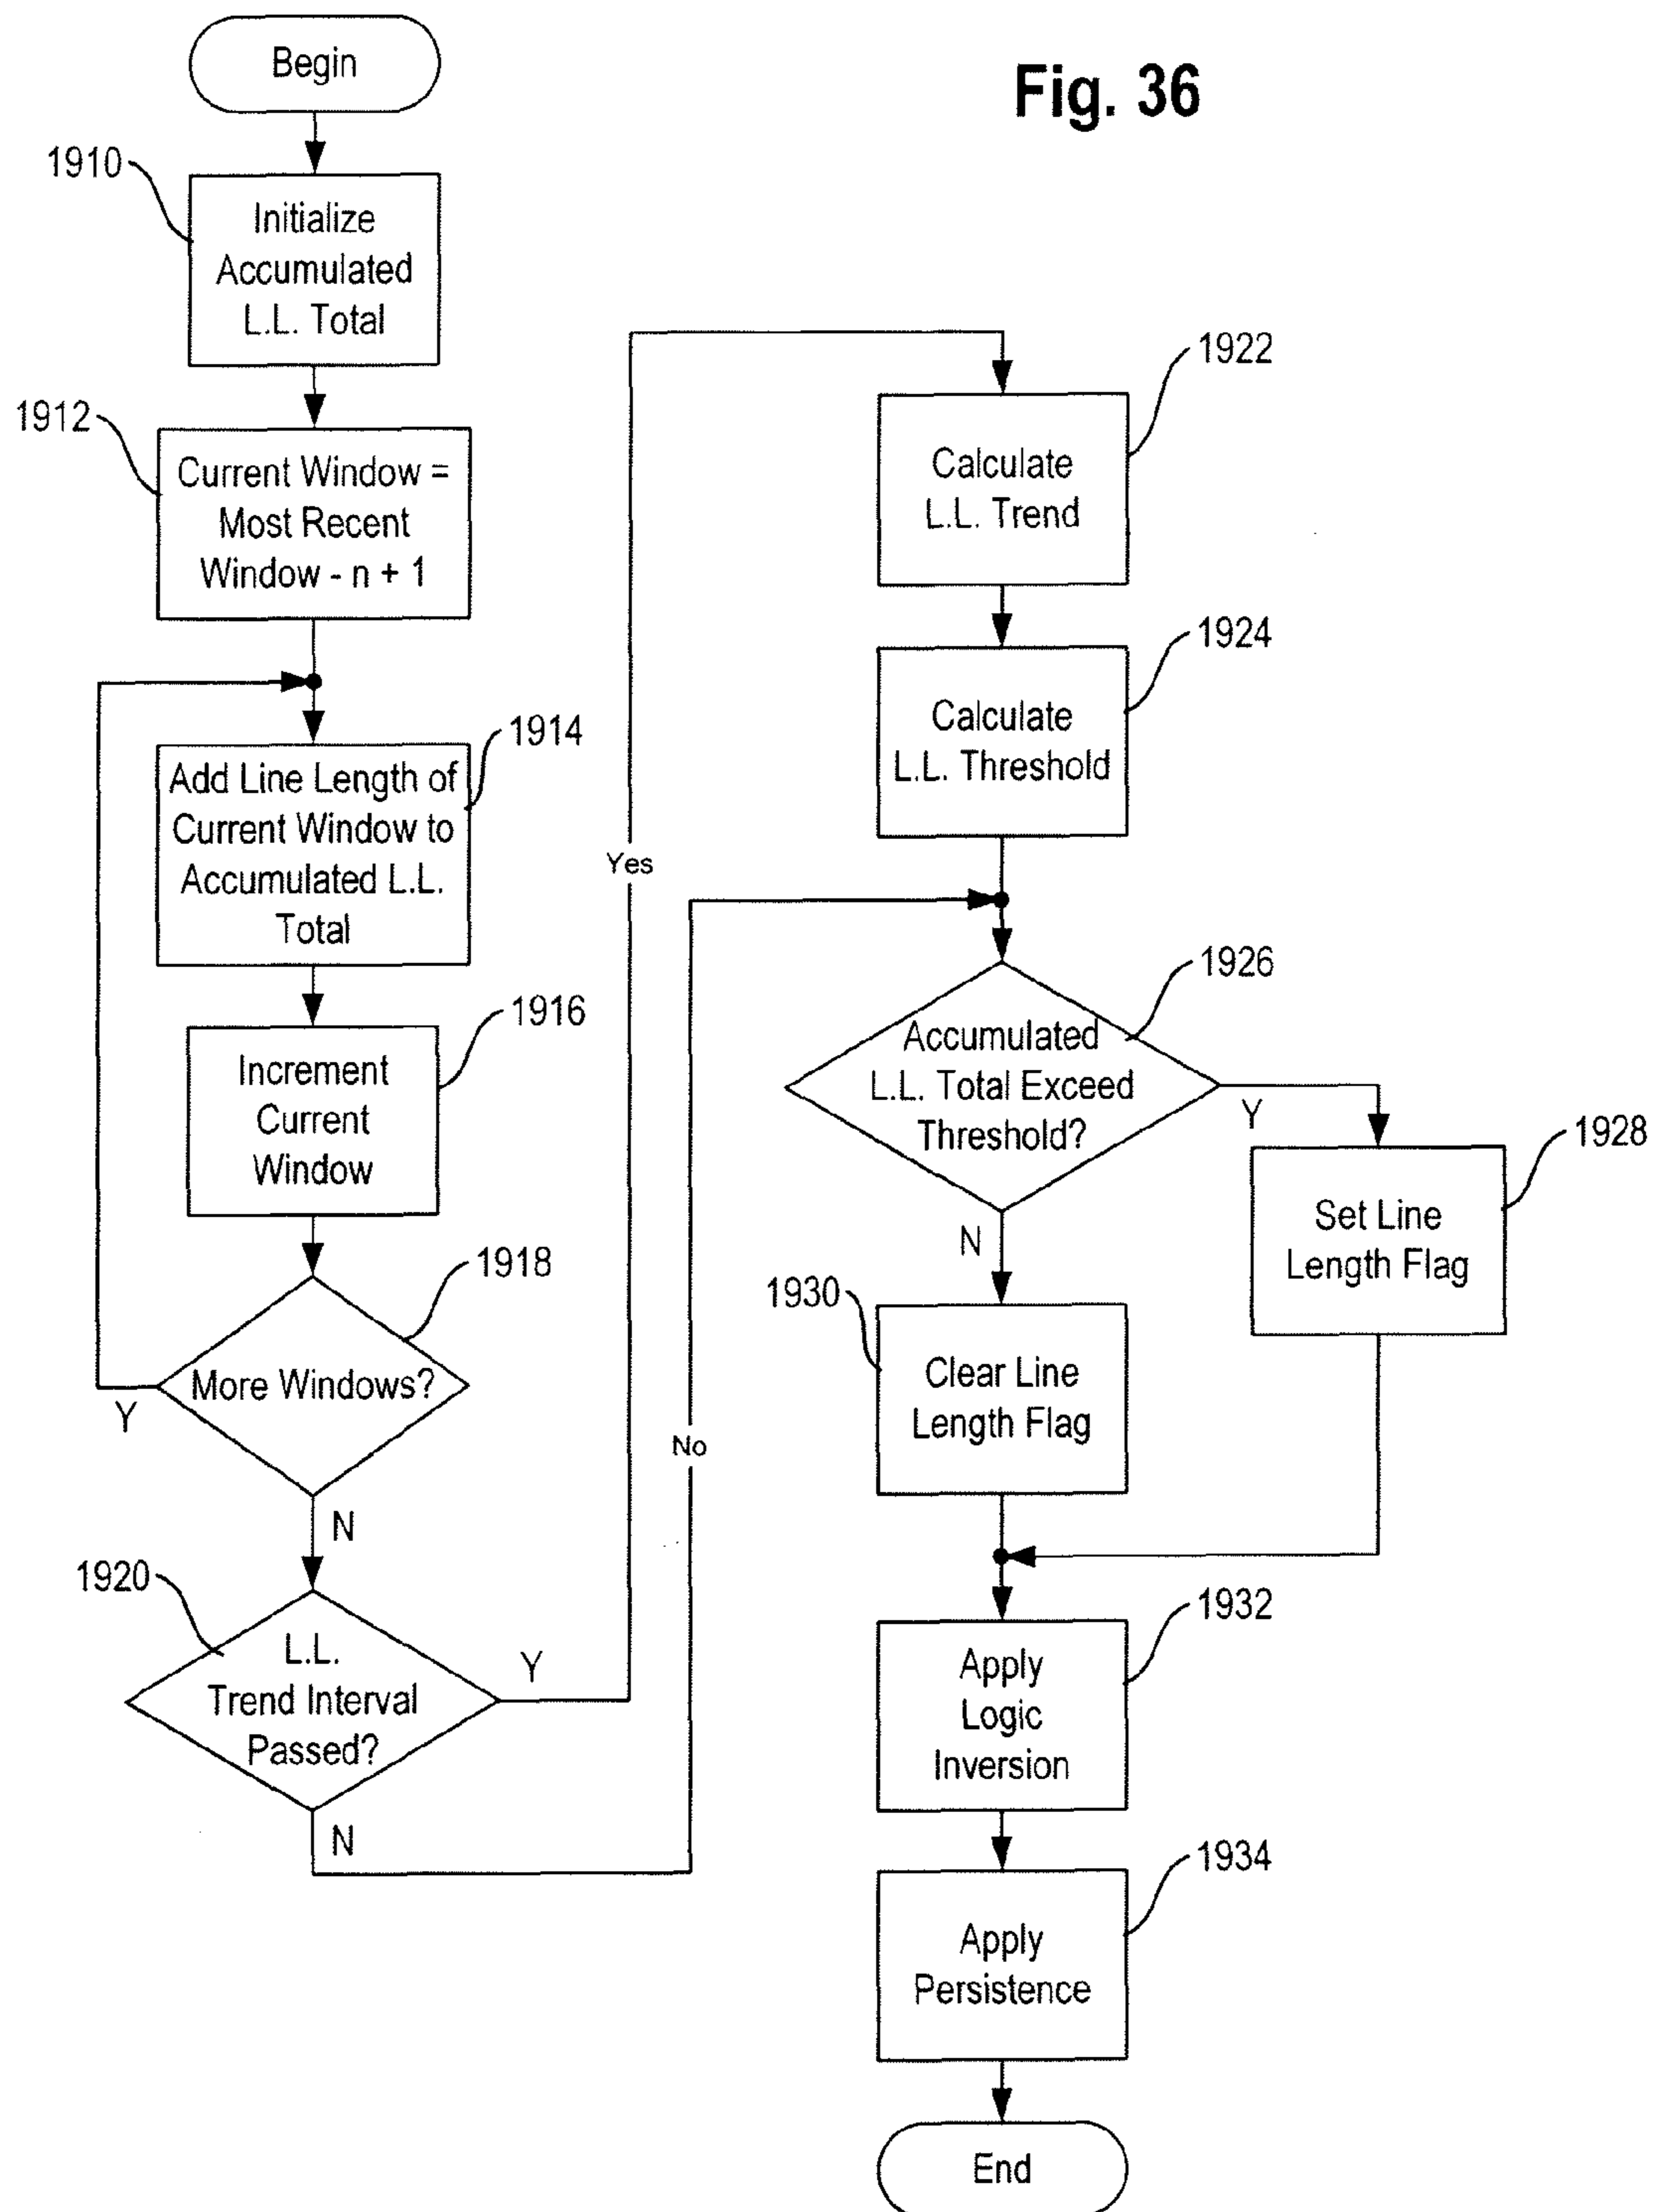 Fig. 36
Begin
1910
Initialize
Accumulated
L.L. Total
1912
Current Window =
Most Recent
Window - n + 1
1914
Add Line Length of
Current Window to
Accumulated L.L.
Total
1916
Increment
Current
Window
1918
More Windows?
Y
N
1920
L.L.
Trend Interval
Passed?
Y
N
Yes
No
1922
Calculate
L.L. Trend
1924
Calculate
L.L. Threshold
1926
Accumulated
L.L. Total Exceed
Threshold?
Y
N
1928
Set Line
Length Flag
1930
Clear Line
Length Flag
1932
Apply
Logic
Inversion
1934
Apply
Persistence
End